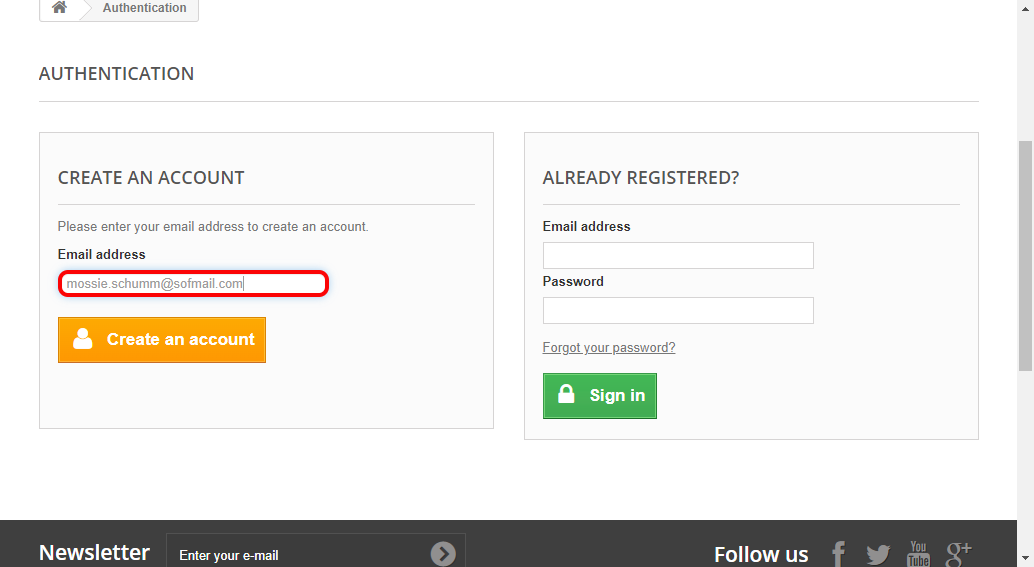 Authentication
AUTHENTICATION
CREATE AN ACCOUNT
Please enter your email address to create an account.
Email address
mossie.schumm@sofmail.com
Create an account
ALREADY REGISTERED?
Email address
Password
Forgot your password?
Sign in
Newsletter
Enter your e-mail
Follow us
f
You
Tube
g+